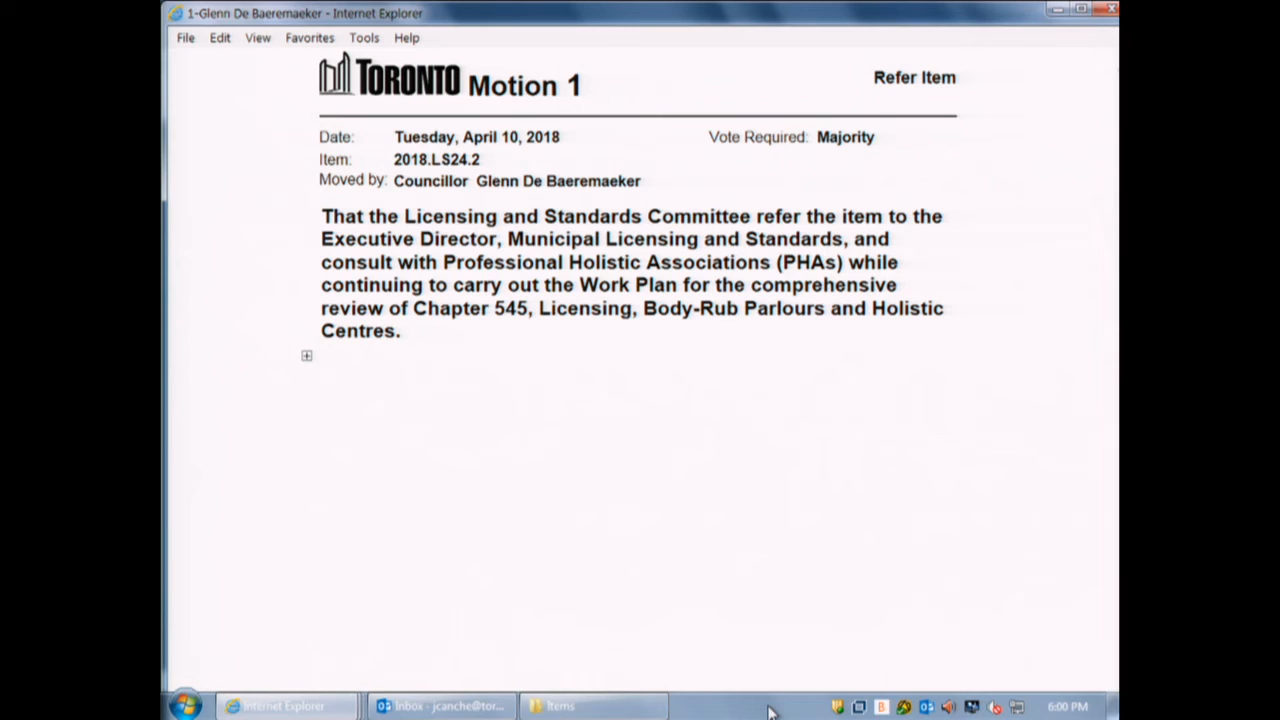 1-Glenn De Baeremaeker - Internet Explorer
File Edit View Favorites Tools Help
TORONTO Motion 1
Refer Item
Date: Tuesday, April 10, 2018
Vote Required: Majority
Item: 2018.LS24.2
Moved by: Councillor Glenn De Baeremaeker
That the Licensing and Standards Committee refer the item to the
Executive Director, Municipal Licensing and Standards, and
consult with Professional Holistic Associations (PHAs) while
continuing to carry out the Work Plan for the comprehensive
review of Chapter 545, Licensing, Body-Rub Parlours and Holistic
Centres.
Internet Explorer
Inbox - jcanche@tor...
Items
6:00 PM